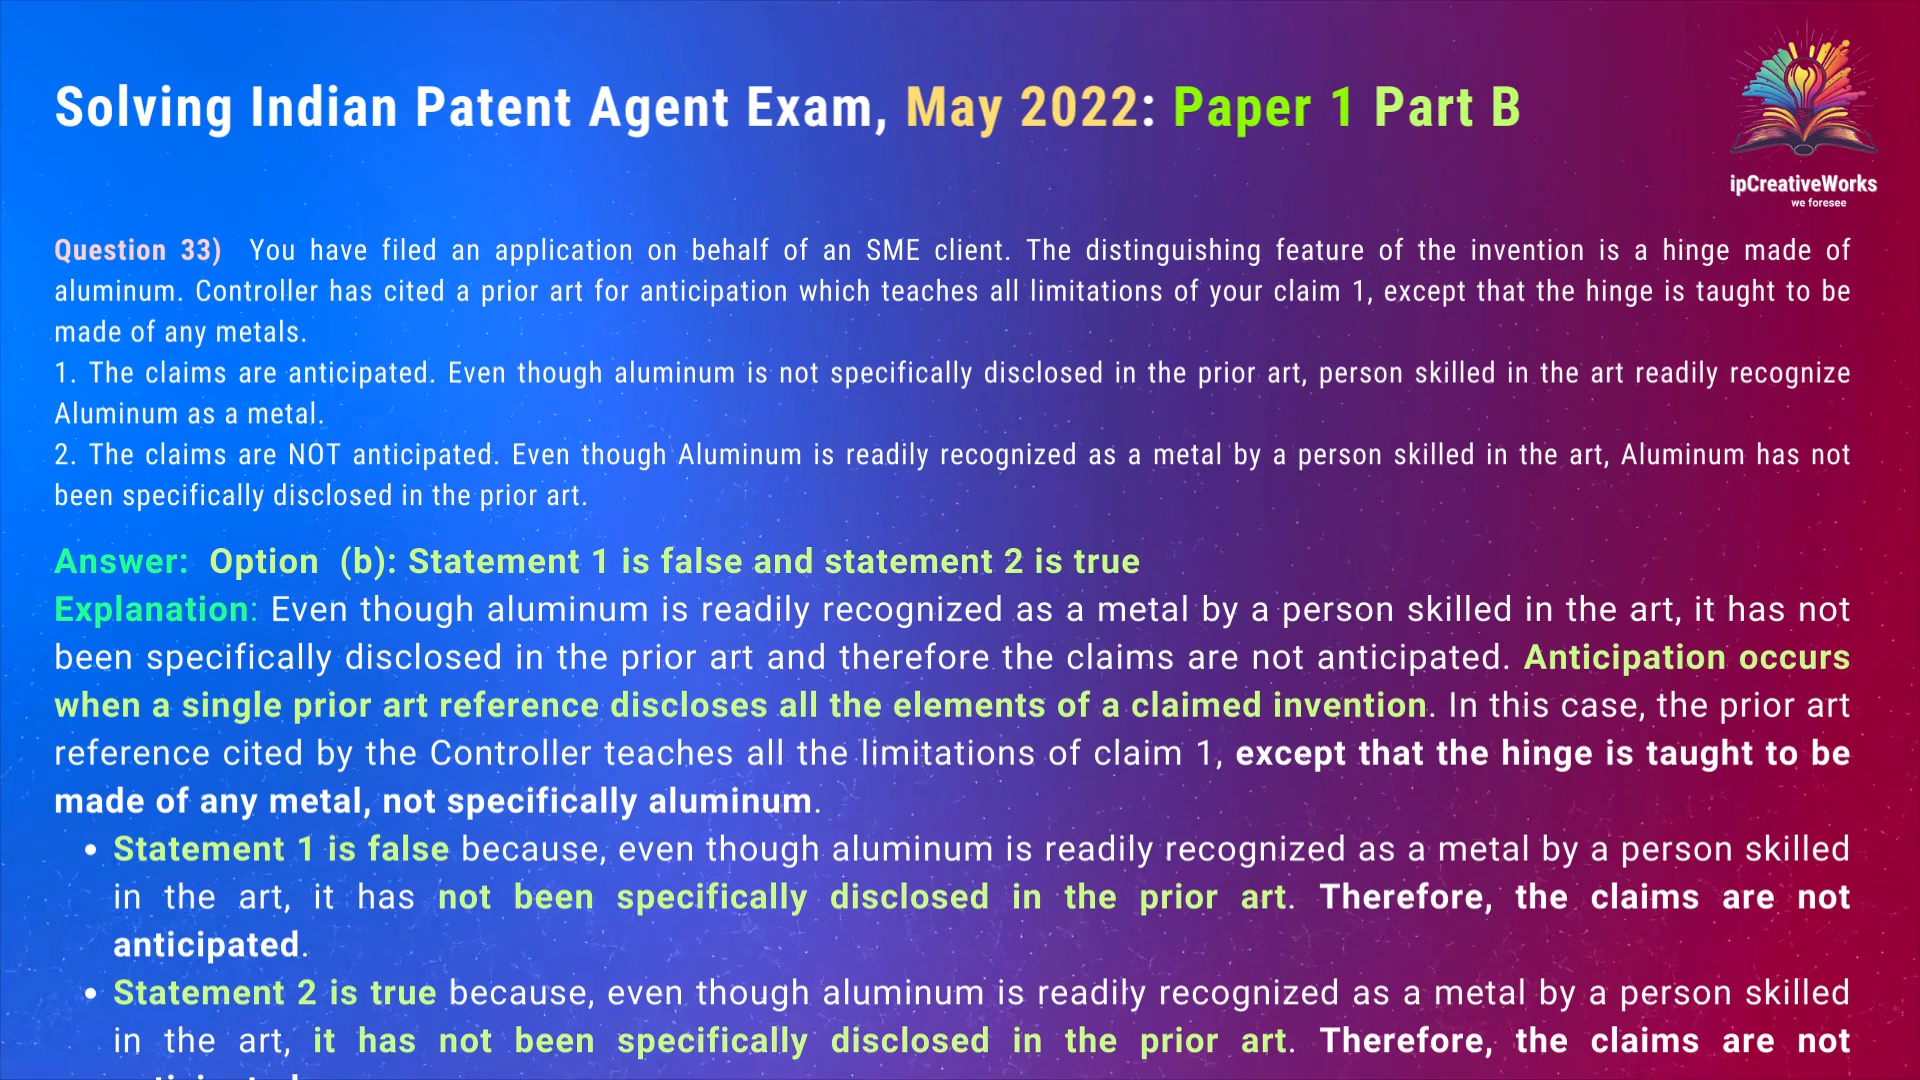 Solving Indian Patent Agent Exam, May 2022: Paper 1 Part B
ipCreativeWorks
we foresee
Question 33) You have filed an application on behalf of an SME client. The distinguishing feature of the invention is a hinge made of
aluminum. Controller has cited a prior art for anticipation which teaches all limitations of your claim 1, except that the hinge is taught to be
made of any metals.
1. The claims are anticipated. Even though aluminum is not specifically disclosed in the prior art, person skilled in the art readily recognize
Aluminum as a metal.
2. The claims are NOT anticipated. Even though Aluminum is readily recognized as a metal by a person skilled in the art, Aluminum has not
been specifically disclosed in the prior art.
Answer: Option (b): Statement 1 is false and statement 2 is true
Explanation: Even though aluminum is readily recognized as a metal by a person skilled in the art, it has not
been specifically disclosed in the prior art and therefore the claims are not anticipated. Anticipation occurs
when a single prior art reference discloses all the elements of a claimed invention. In this case, the prior art
reference cited by the Controller teaches all the limitations of claim 1, except that the hinge is taught to be
made of any metal, not specifically aluminum.
• Statement 1 is false because, even though aluminum is readily recognized as a metal by a person skilled
in the art, it has not been specifically disclosed in the prior art. Therefore, the claims are not
anticipated.
• Statement 2 is true because, even though aluminum is readily recognized as a metal by a person skilled
in the art, it has not been specifically disclosed in the prior art. Therefore, the claims are not